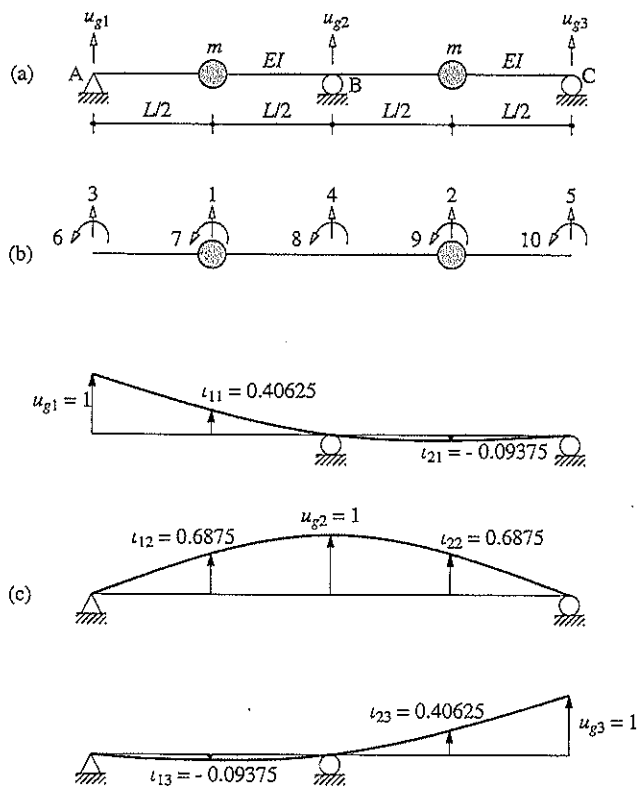 u_g1 u_g2 u_g3
m m
(a) A EI B EI C
L/2 L/2 L/2 L/2
3 1 4 2 5
6 7 8 9 10
(b)
u_g1 = 1 ι_11 = 0.40625
ι_21 = - 0.09375
u_g2 = 1
ι_12 = 0.6875 ι_22 = 0.6875
(c)
ι_23 = 0.40625 u_g3 = 1
ι_13 = - 0.09375